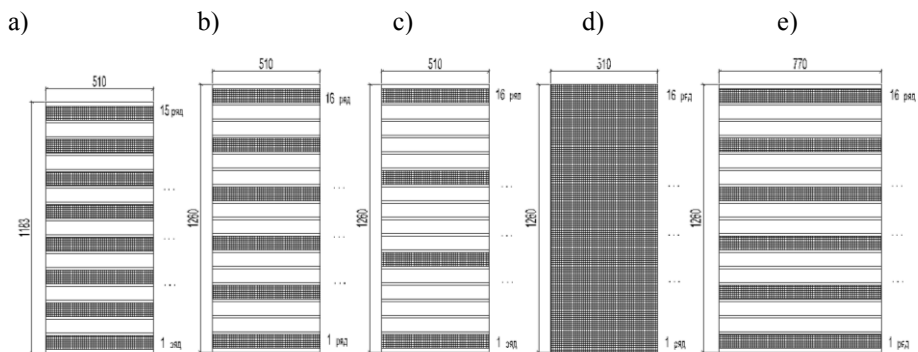 a) b) c) d) e)
510 510 510 510 770
15 ряд 16 ряд 16 ряд 16 ряд 16 ряд
1183 1260 1260 1260 1260
... ... ... ... ...
... ... ... ... ...
... ... ... ... ...
1 ряд 1 ряд 1 ряд 1 ряд 1 ряд